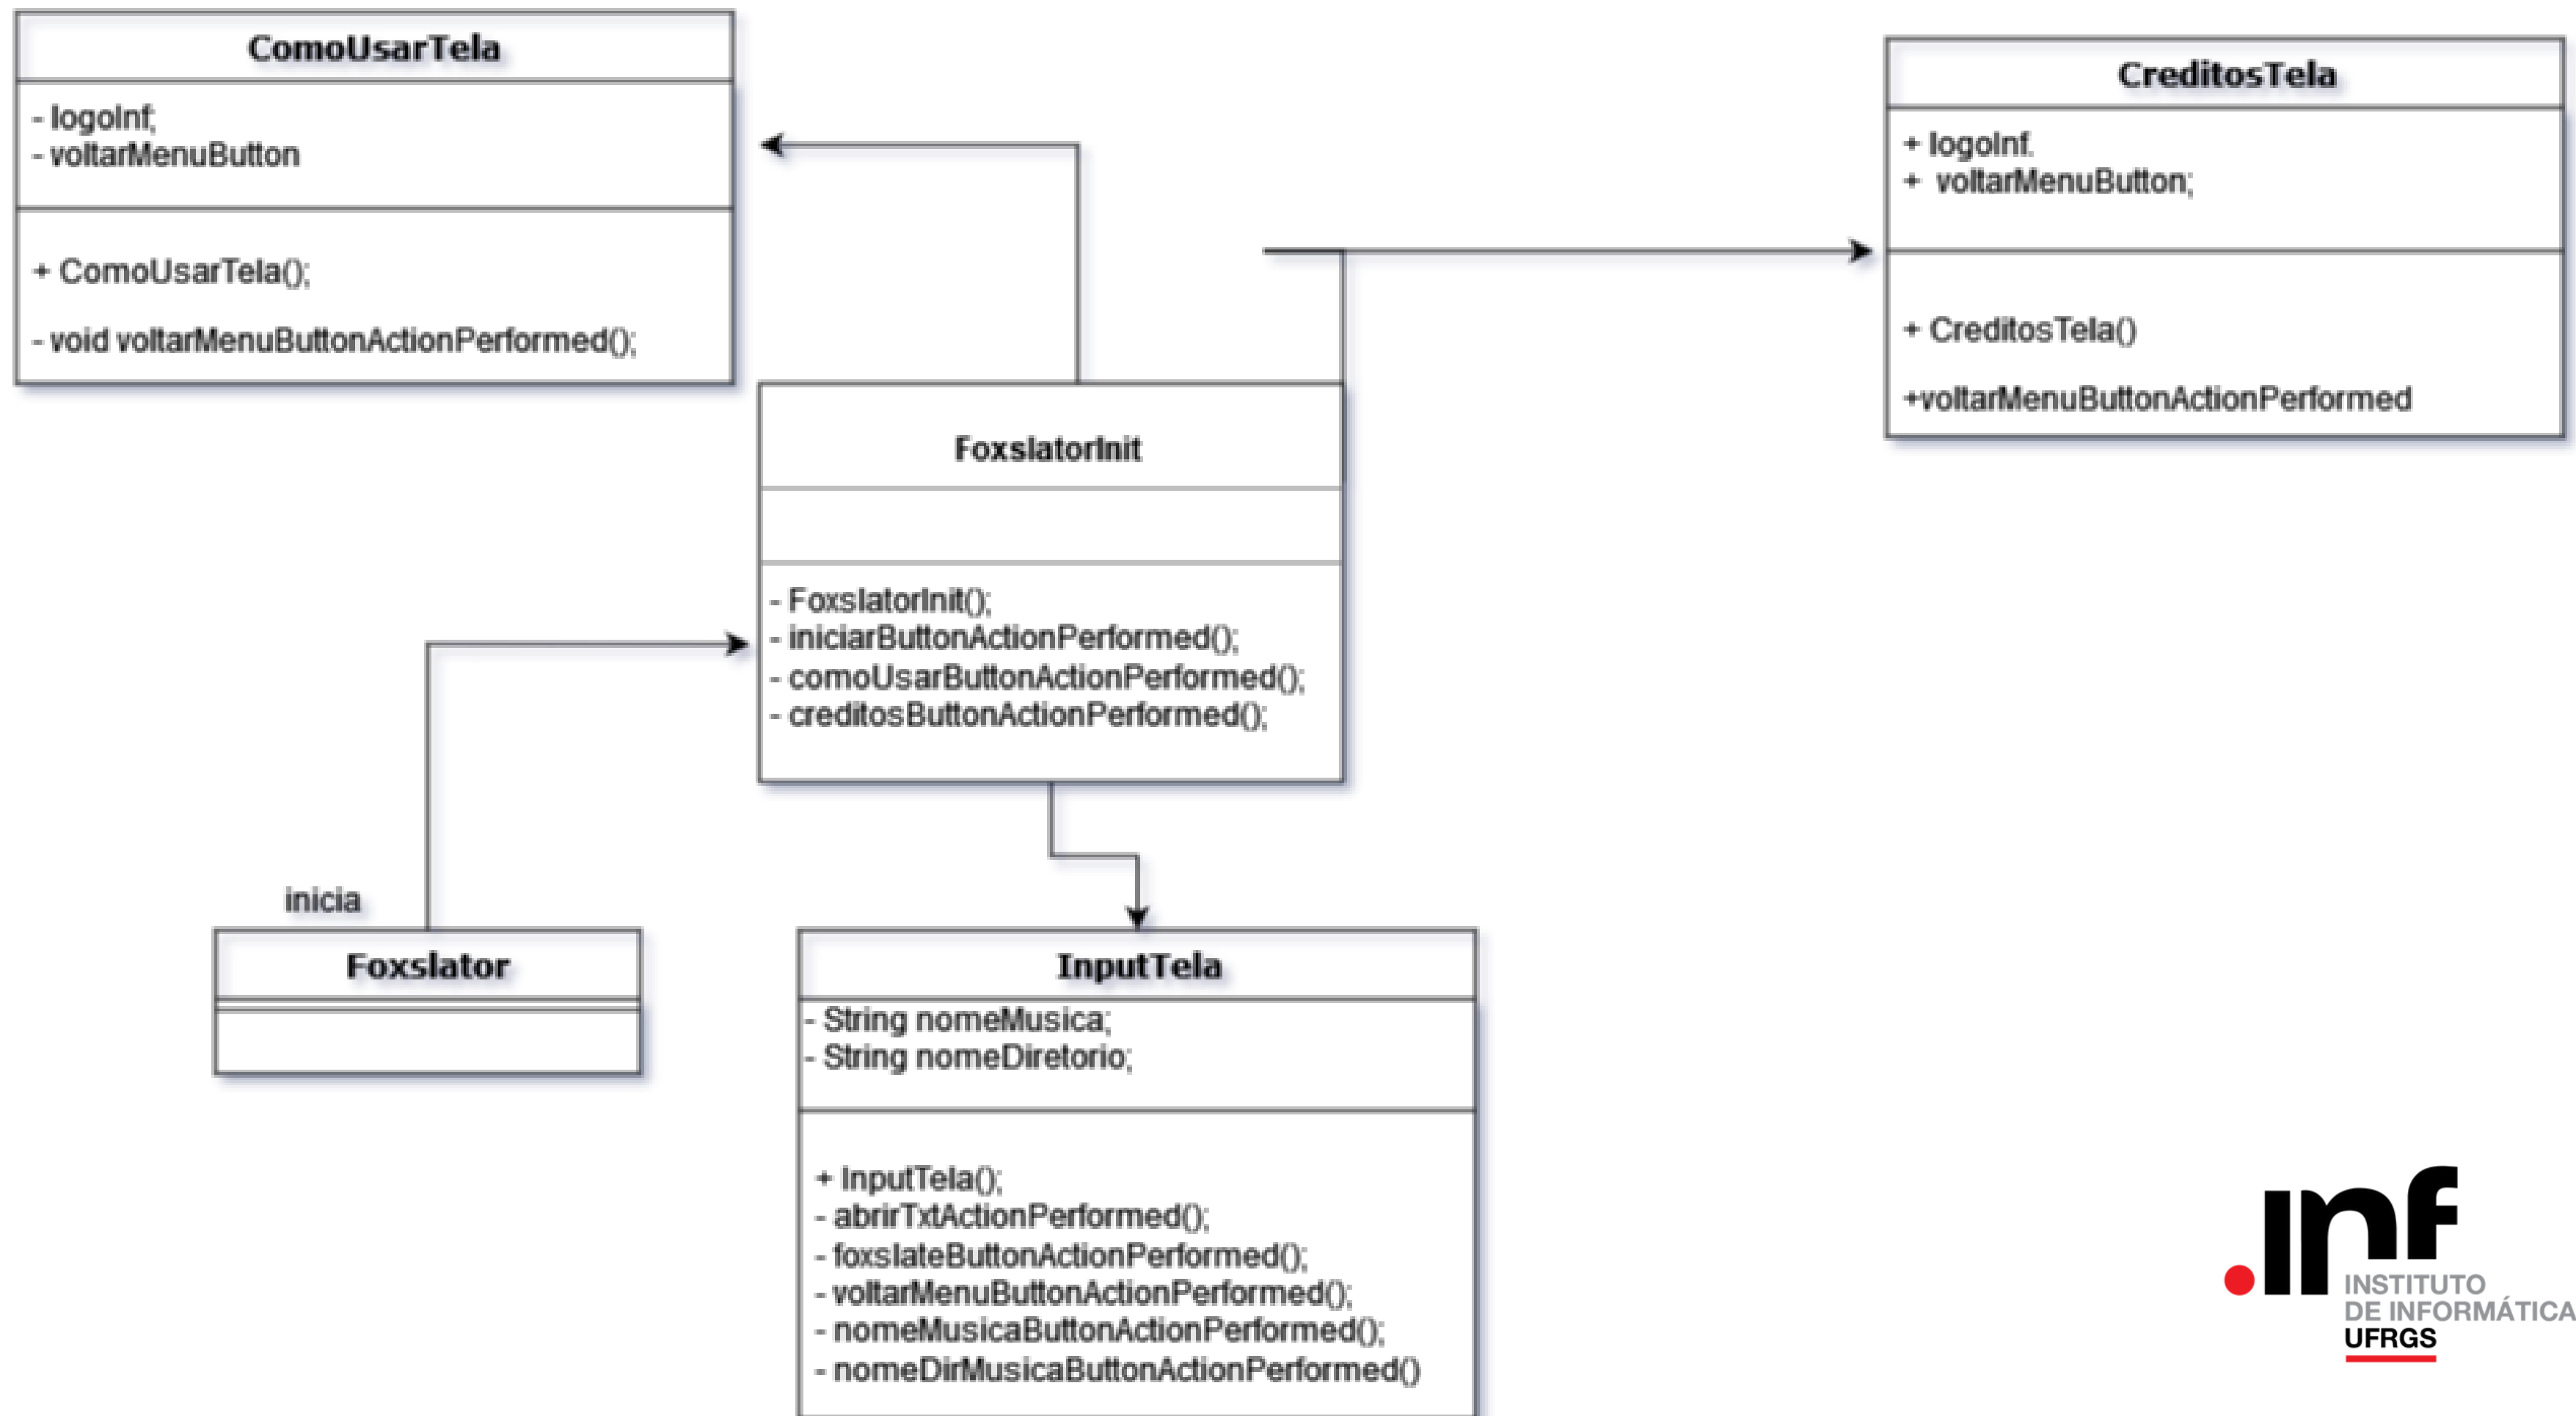 ComoUsarTela
- logoInf;
- voltarMenuButton
+ ComoUsarTela();
- void voltarMenuButtonActionPerformed();
CreditosTela
+ logoInf.
+ voltarMenuButton;
+ CreditosTela()
+voltarMenuButtonActionPerformed
FoxslatorInit
- FoxslatorInit();
- iniciarButtonActionPerformed();
- comoUsarButtonActionPerformed();
- creditosButtonActionPerformed();
inicia
Foxslator
InputTela
- String nomeMusica;
- String nomeDiretorio;
+ InputTela();
- abrirTxtActionPerformed();
- foxslateButtonActionPerformed();
- voltarMenuButtonActionPerformed();
- nomeMusicaButtonActionPerformed();
- nomeDirMusicaButtonActionPerformed()
.inf
INSTITUTO
DE INFORMÁTICA
UFRGS